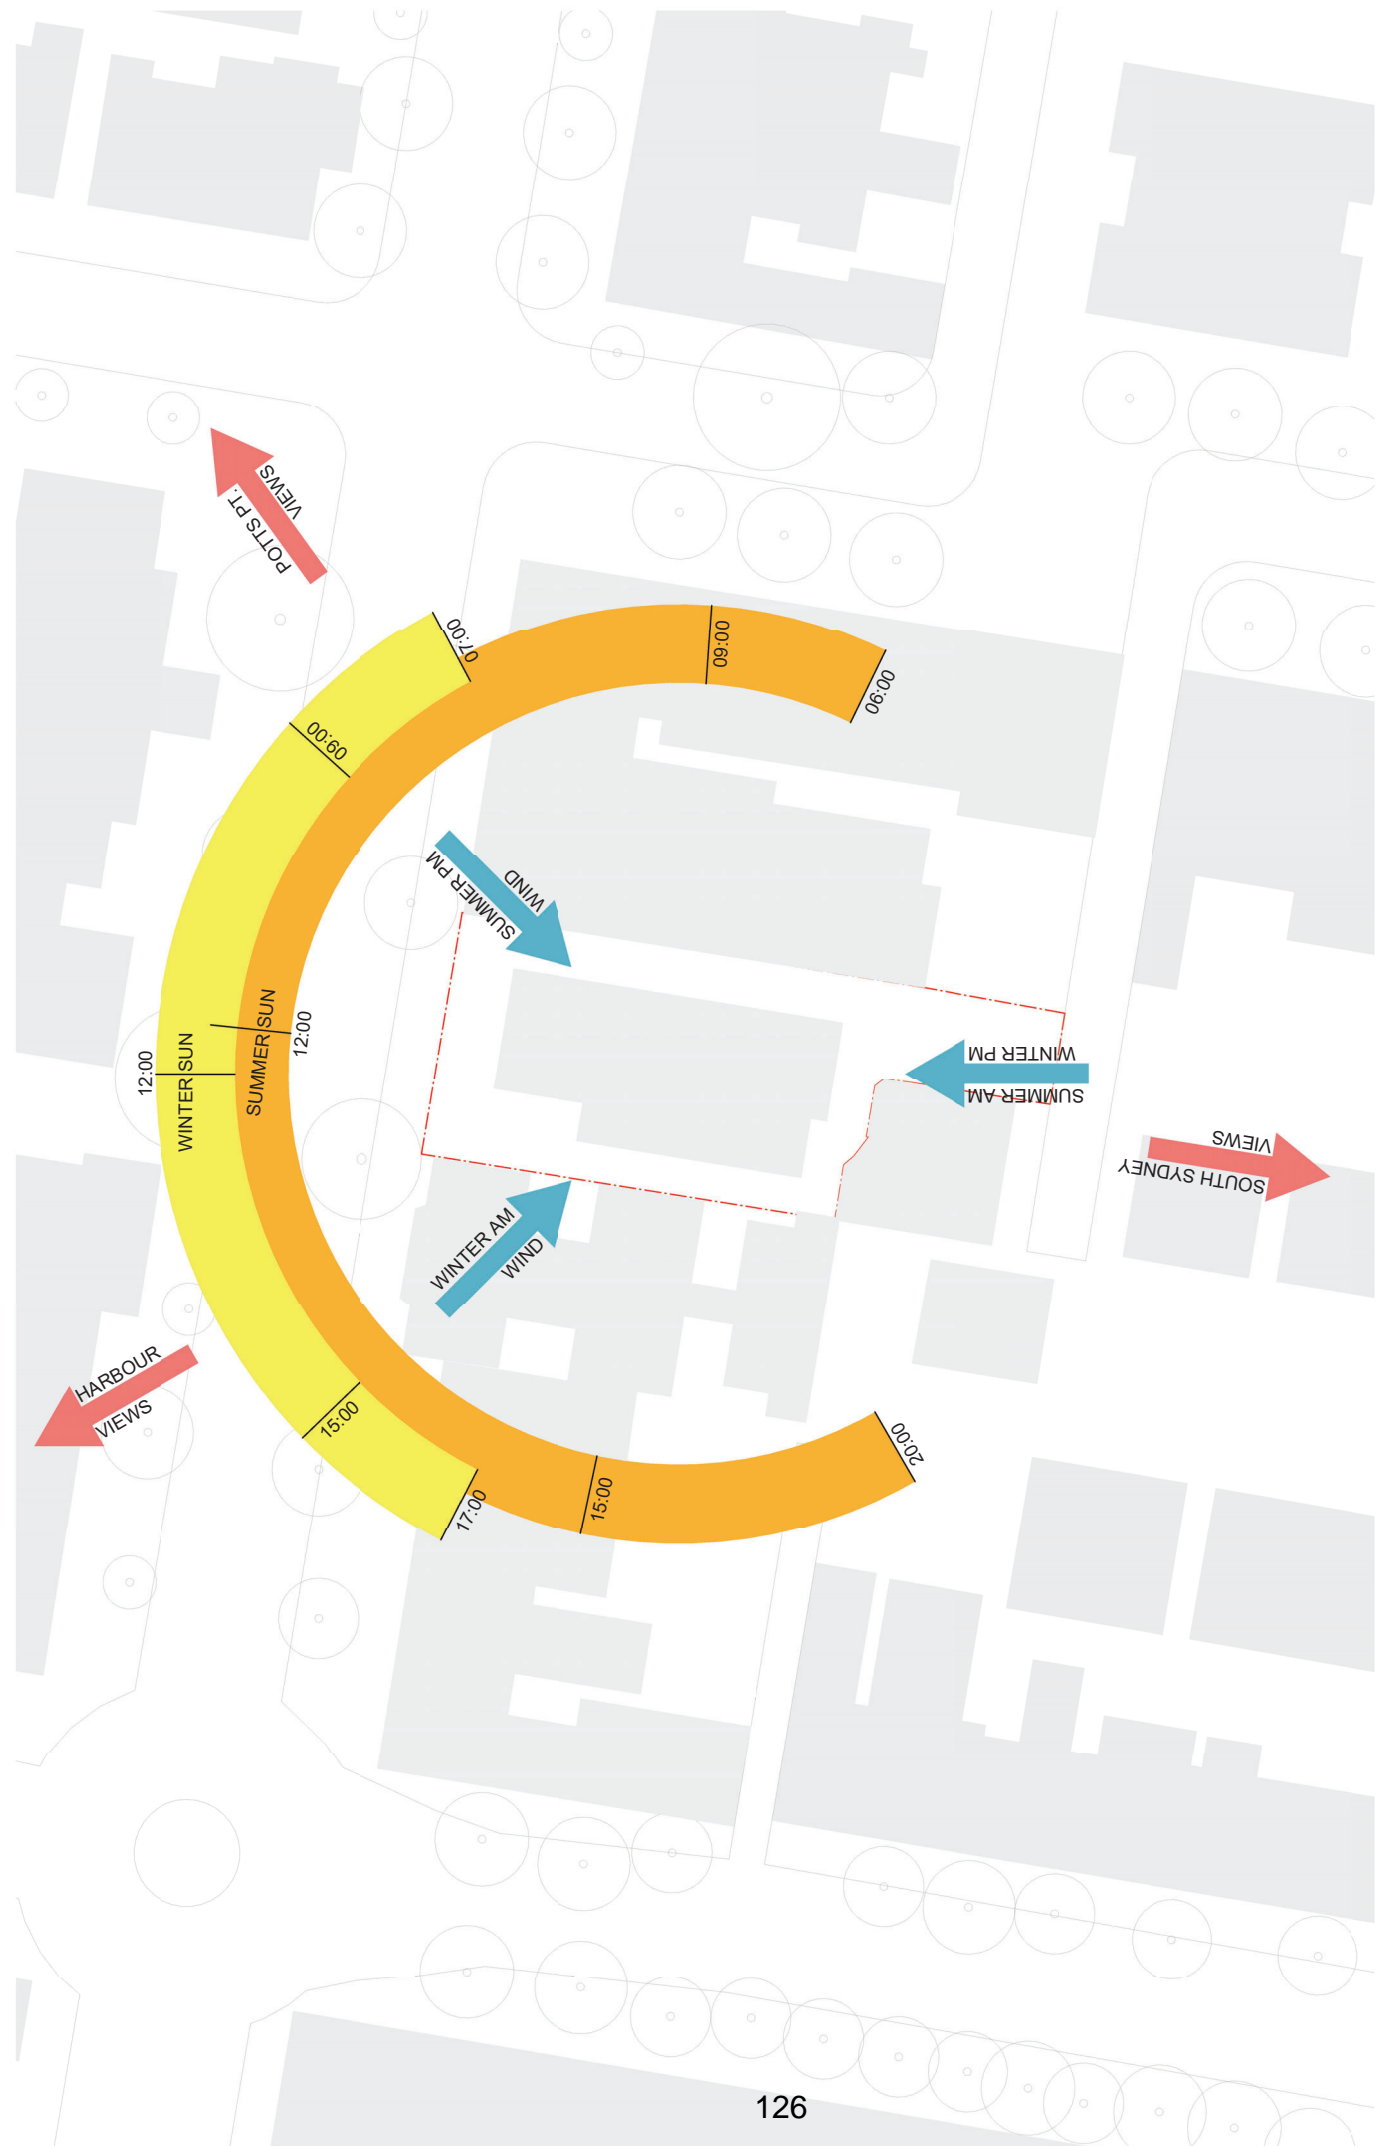 VIEWS
POTTS PT.
07:00
09:00
06:00
09:00
WIND
SUMMER PM
12:00
WINTER SUN
12:00
SUMMER SUN
WINTER PM
SUMMER AM
VIEWS
SOUTH SYDNEY
WINTER AM
WIND
HARBOUR
VIEWS
15:00
17:00
15:00
20:00
126